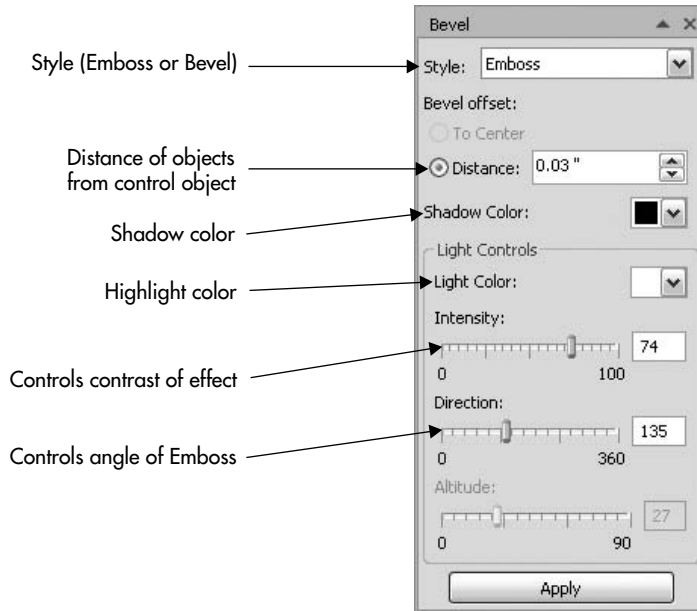 Bevel
Style (Emboss or Bevel)
Style: Emboss
Bevel offset:
To Center
Distance of objects
from control object
Distance: 0.03 "
Shadow color
Shadow Color:
Light Controls
Highlight color
Light Color:
Intensity:
74
0 100
Controls contrast of effect
Direction:
135
0 360
Controls angle of Emboss
Altitude:
27
0 90
Apply